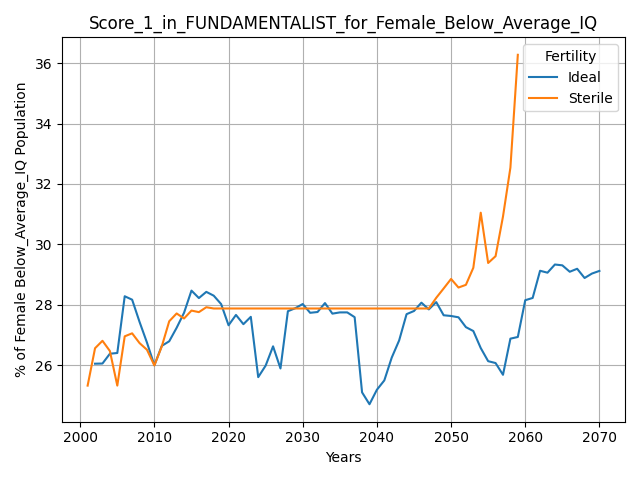 Score_1_in_FUNDAMENTALIST_for_Female_Below_Average_IQ
% of Female Below_Average_IQ Population
36
34
32
30
28
26
Fertility
Ideal
Sterile
2000 2010 2020 2030 2040 2050 2060 2070
Years